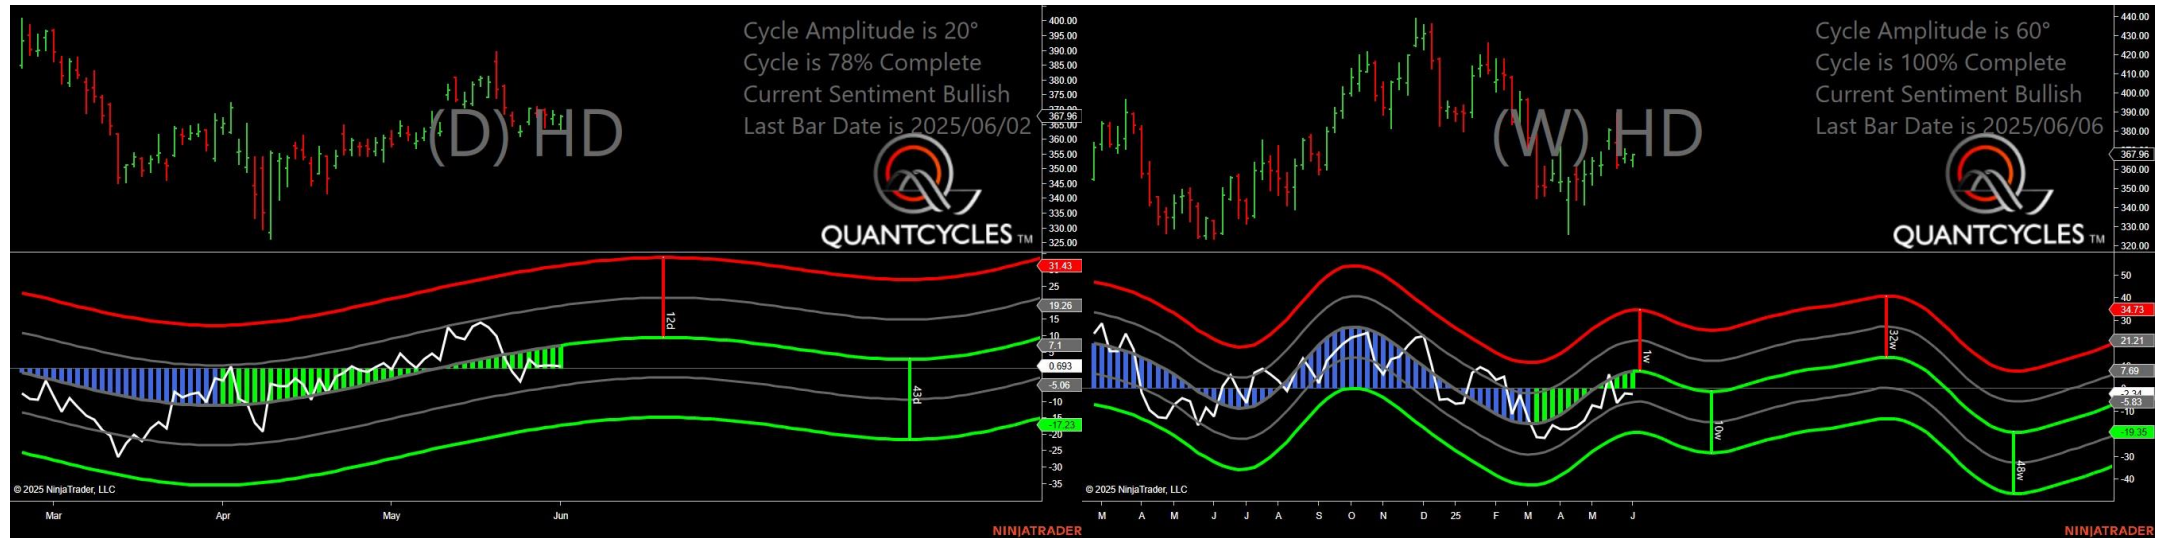 Cycle Amplitude is 20°
Cycle is 78% Complete
Current Sentiment Bullish
Last Bar Date is 2025/06/02
(D) HD
QUANTCYCLES TM
400.00
395.00
390.00
385.00
380.00
375.00
367.96
365.00
360.00
355.00
350.00
345.00
340.00
335.00
330.00
325.00
31.43
25
19.26
15
10
7.1
0.693
-5.06
-10
-15
-17.23
-20
-25
-30
-35
12d
43d
© 2025 NinjaTrader, LLC
Mar Apr May Jun
NINJATRADER
Cycle Amplitude is 60°
Cycle is 100% Complete
Current Sentiment Bullish
Last Bar Date is 2025/06/06
(W) HD
QUANTCYCLES TM
440.00
430.00
420.00
410.00
400.00
390.00
380.00
367.96
360.00
350.00
340.00
330.00
320.00
50
40
34.73
30
21.21
7.69
-5.83
-10
-19.35
-30
-40
1w
10w
32w
48w
© 2025 NinjaTrader, LLC
M A M J J A S O N D 25 F M A M J
NINJATRADER